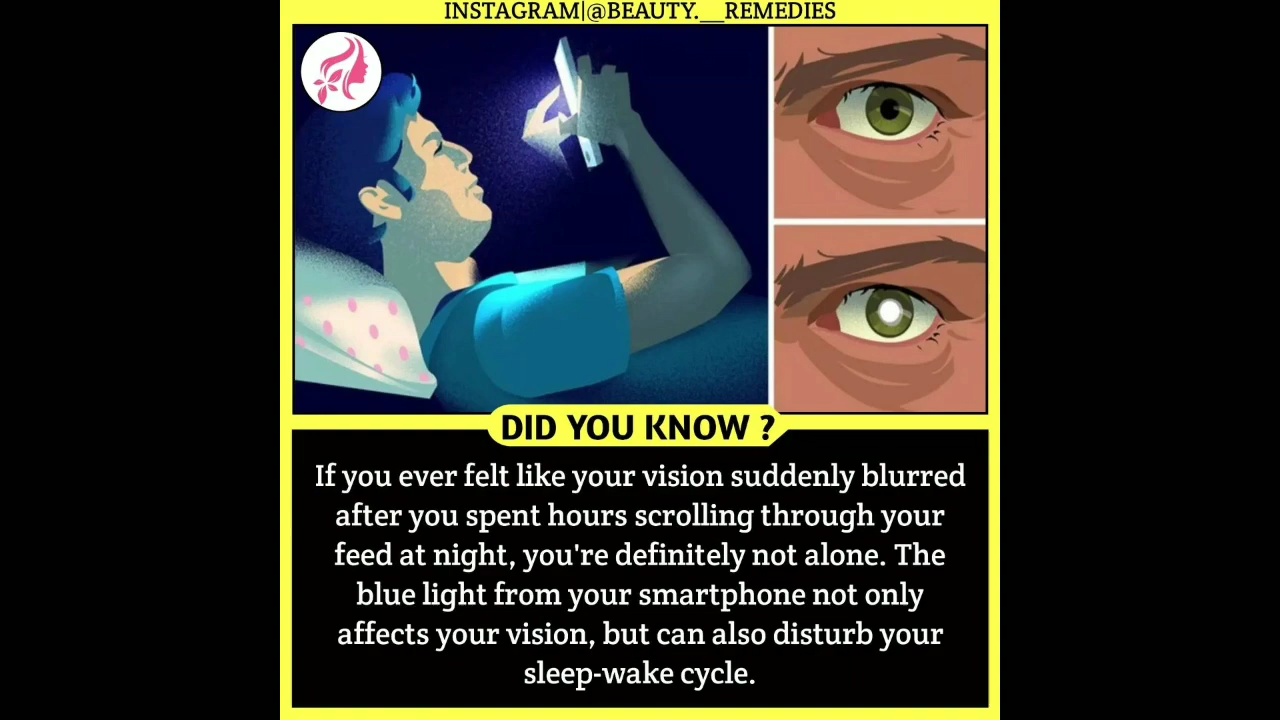 INSTAGRAM|@BEAUTY.__REMEDIES
DID YOU KNOW ?
If you ever felt like your vision suddenly blurred
after you spent hours scrolling through your
feed at night, you're definitely not alone. The
blue light from your smartphone not only
affects your vision, but can also disturb your
sleep-wake cycle.